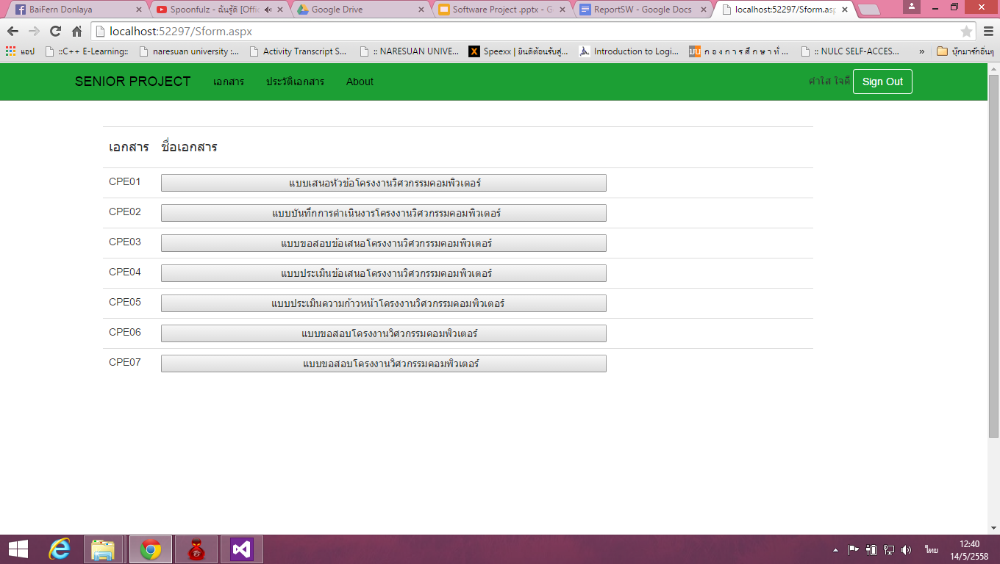 BaiFern Donlaya
Spoonfulz - ฉันรู้ดี [Offic
Google Drive
Software Project .pptx - G
ReportSW - Google Docs
localhost:52297/Sform.asp
localhost:52297/Sform.aspx
แอป
::C++ E-Learning::
naresuan university :...
Activity Transcript S...
:: NARESUAN UNIVE...
Speexx | ยินดีต้อนรับสู่...
Introduction to Logi...
ก อ ง ก า ร ศึ ก ษ า ทั่ ...
:: NULC SELF-ACCES...
»
บุ๊กมาร์กอื่นๆ
SENIOR PROJECT
เอกสาร
ประวัติเอกสาร
About
คำใส ใจดี
Sign Out
เอกสาร ชื่อเอกสาร
CPE01 แบบเสนอหัวข้อโครงงานวิศวกรรมคอมพิวเตอร์
CPE02 แบบบันทึกการดำเนินงารโครงงานวิศวกรรมคอมพิวเตอร์
CPE03 แบบขอสอบข้อเสนอโครงงานวิศวกรรมคอมพิวเตอร์
CPE04 แบบประเมินข้อเสนอโครงงานวิศวกรรมคอมพิวเตอร์
CPE05 แบบประเมินความก้าวหน้าโครงงานวิศวกรรมคอมพิวเตอร์
CPE06 แบบขอสอบโครงงานวิศวกรรมคอมพิวเตอร์
CPE07 แบบขอสอบโครงงานวิศวกรรมคอมพิวเตอร์
ไทย
12:40
14/5/2558